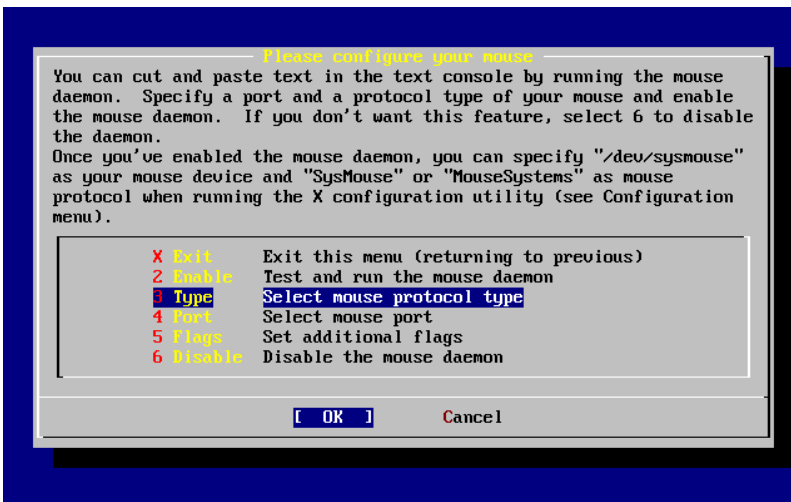 Please configure your mouse
You can cut and paste text in the text console by running the mouse
daemon.  Specify a port and a protocol type of your mouse and enable
the mouse daemon.  If you don't want this feature, select 6 to disable
the daemon.
Once you've enabled the mouse daemon, you can specify "/dev/sysmouse"
as your mouse device and "SysMouse" or "MouseSystems" as mouse
protocol when running the X configuration utility (see Configuration
menu).
X Exit Exit this menu (returning to previous)
2 Enable Test and run the mouse daemon
3 Type Select mouse protocol type
4 Port Select mouse port
5 Flags Set additional flags
6 Disable Disable the mouse daemon
[ OK ] Cancel